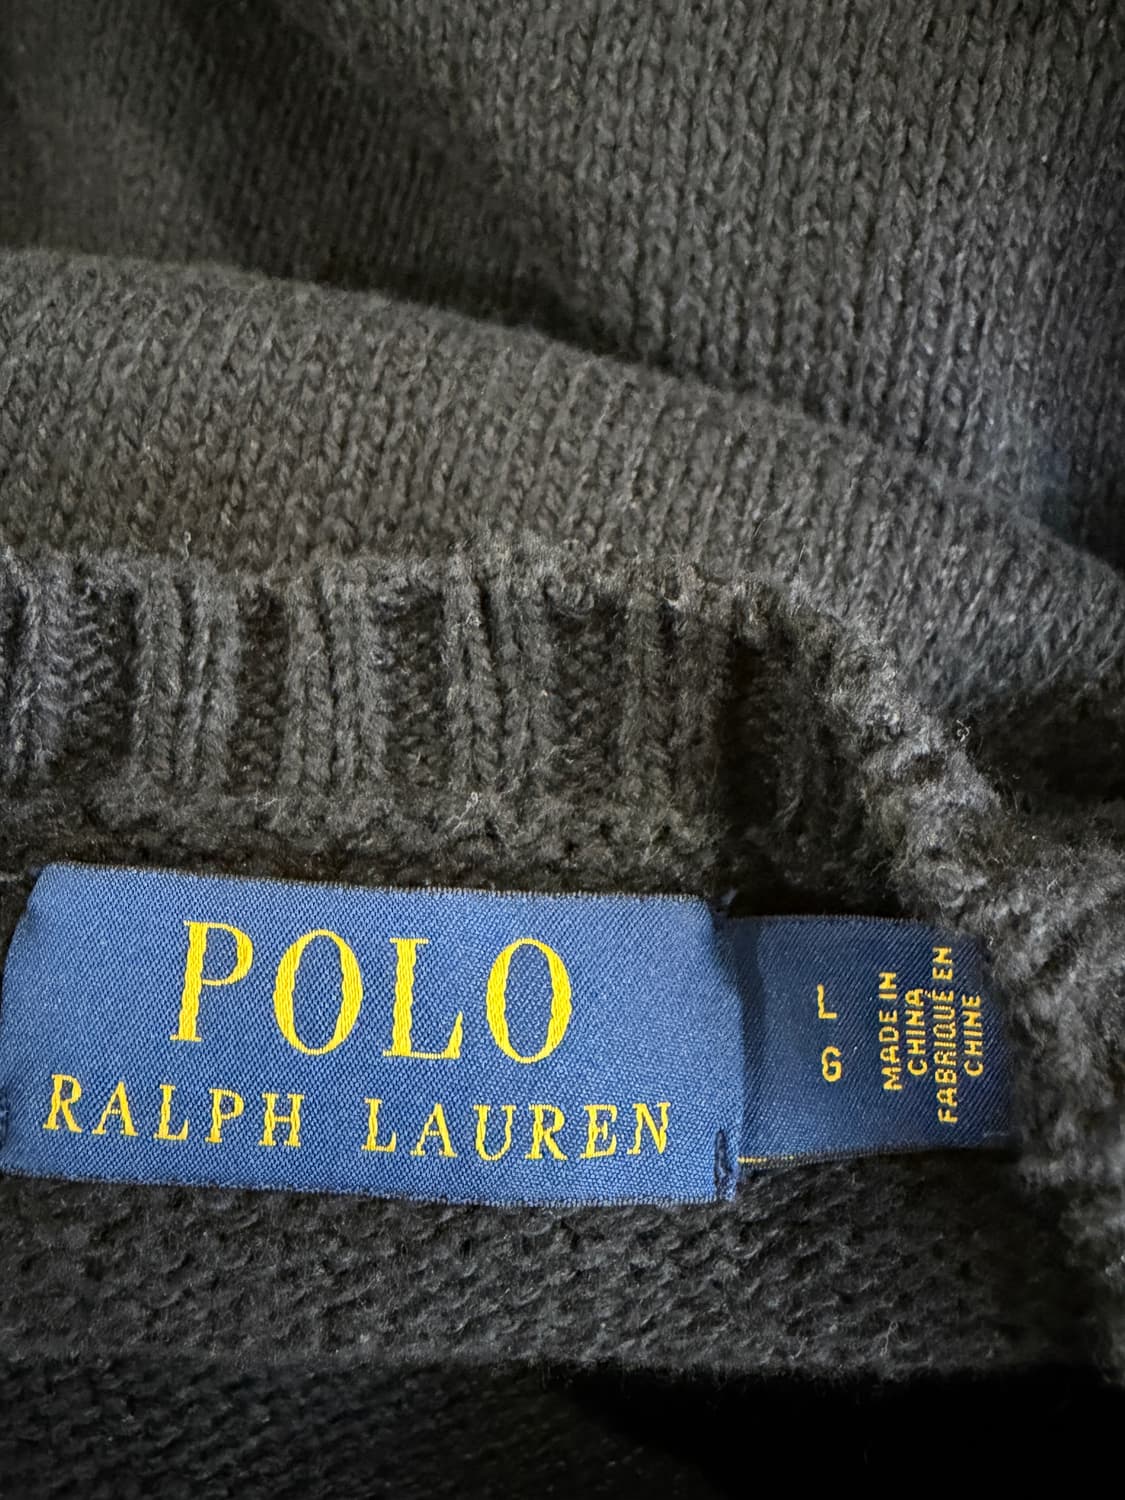 POLO
RALPH LAUREN
L
G
MADE IN
CHINA
FABRIQUÉ EN
CHINE